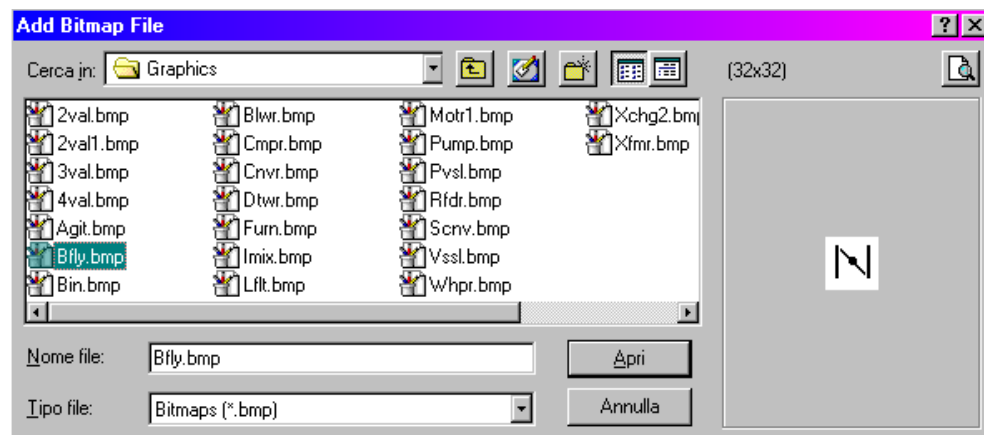 Add Bitmap File
Cerca in: Graphics (32x32)
2val.bmp Blwr.bmp Motr1.bmp Xchg2.bm
2val1.bmp Cmpr.bmp Pump.bmp Xfmr.bmp
3val.bmp Cnvr.bmp Pvsl.bmp
4val.bmp Dtwr.bmp Rfdr.bmp
Agit.bmp Furn.bmp Scnv.bmp
Bfly.bmp Imix.bmp Vssl.bmp
Bin.bmp Lflt.bmp Whpr.bmp
Nome file: Bfly.bmp Apri
Tipo file: Bitmaps (*.bmp) Annulla